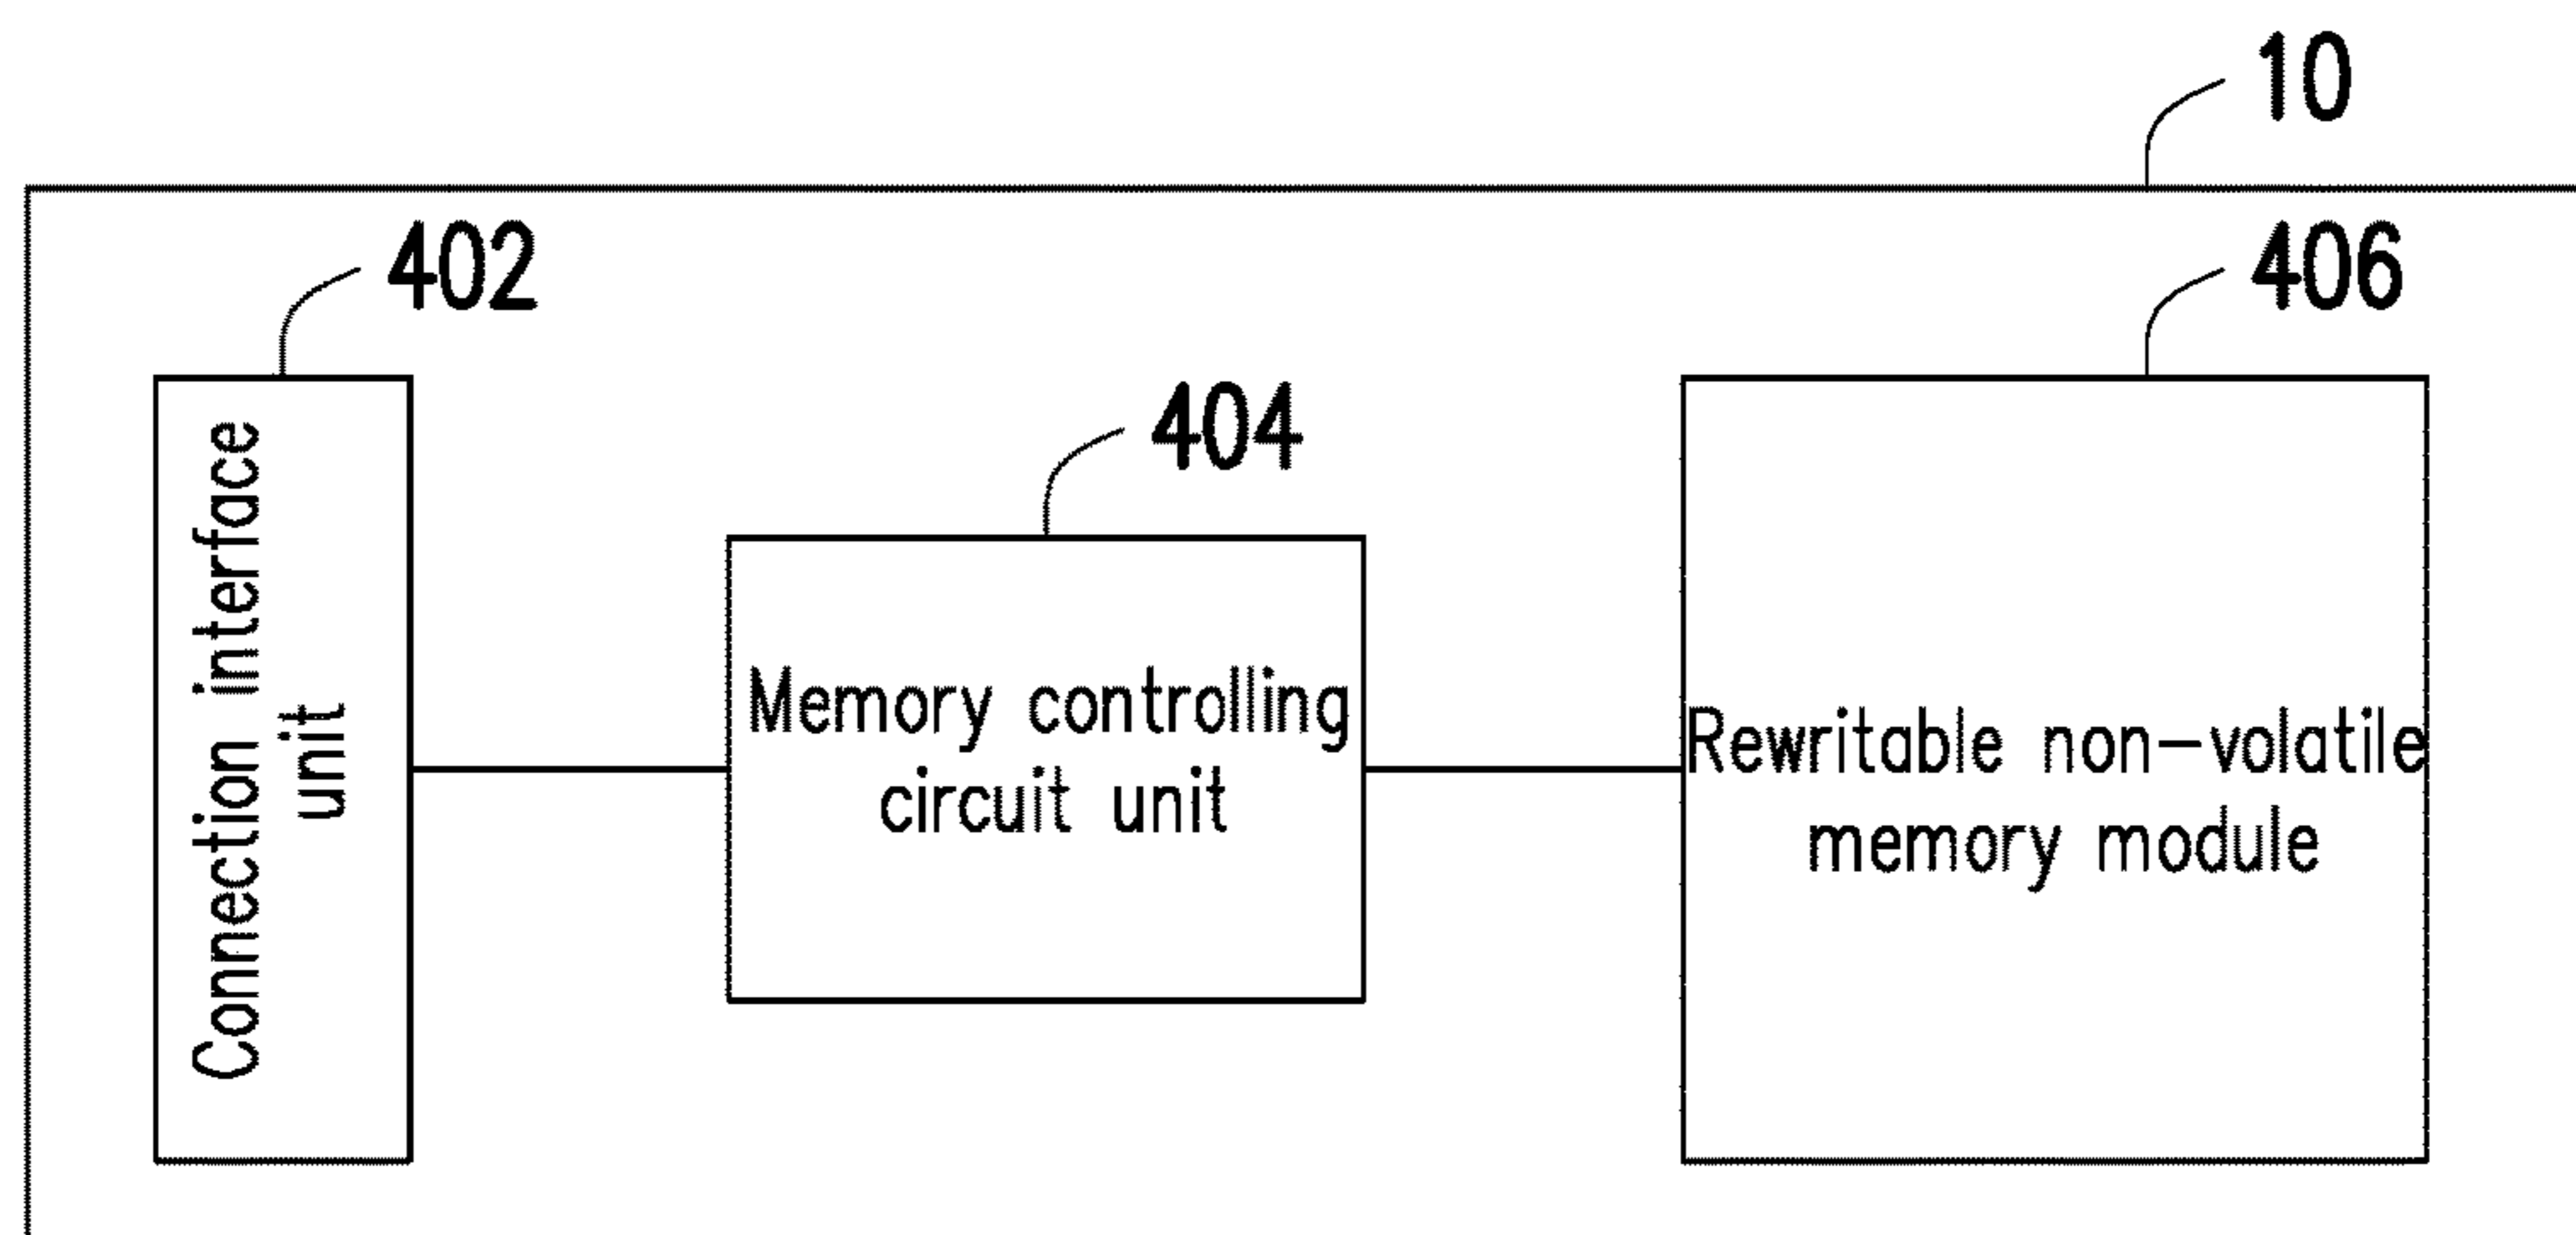 10
402
406
404
Connection interface
unit
Memory controlling
circuit unit
Rewritable non-volatile
memory module